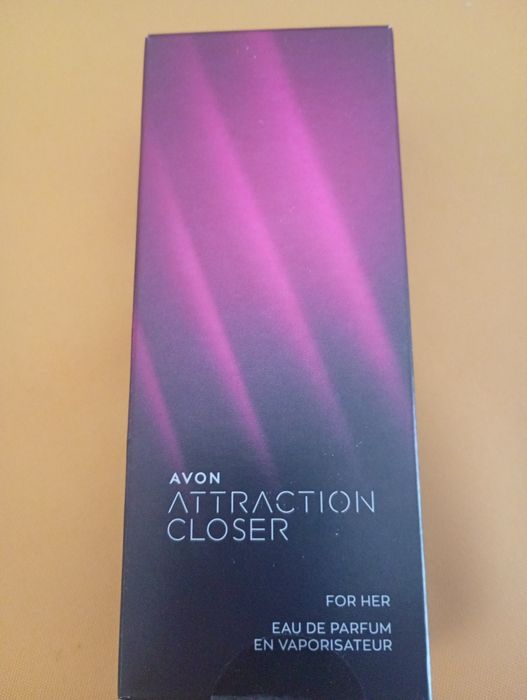 AVON
ATTRACTION
CLOSER
FOR HER
EAU DE PARFUM
EN VAPORISATEUR